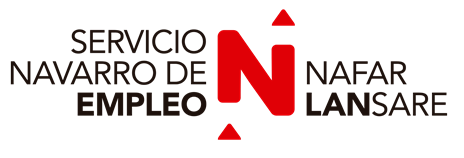 SERVICIO
NAVARRO DE
EMPLEO
N
NAFAR
LANSARE